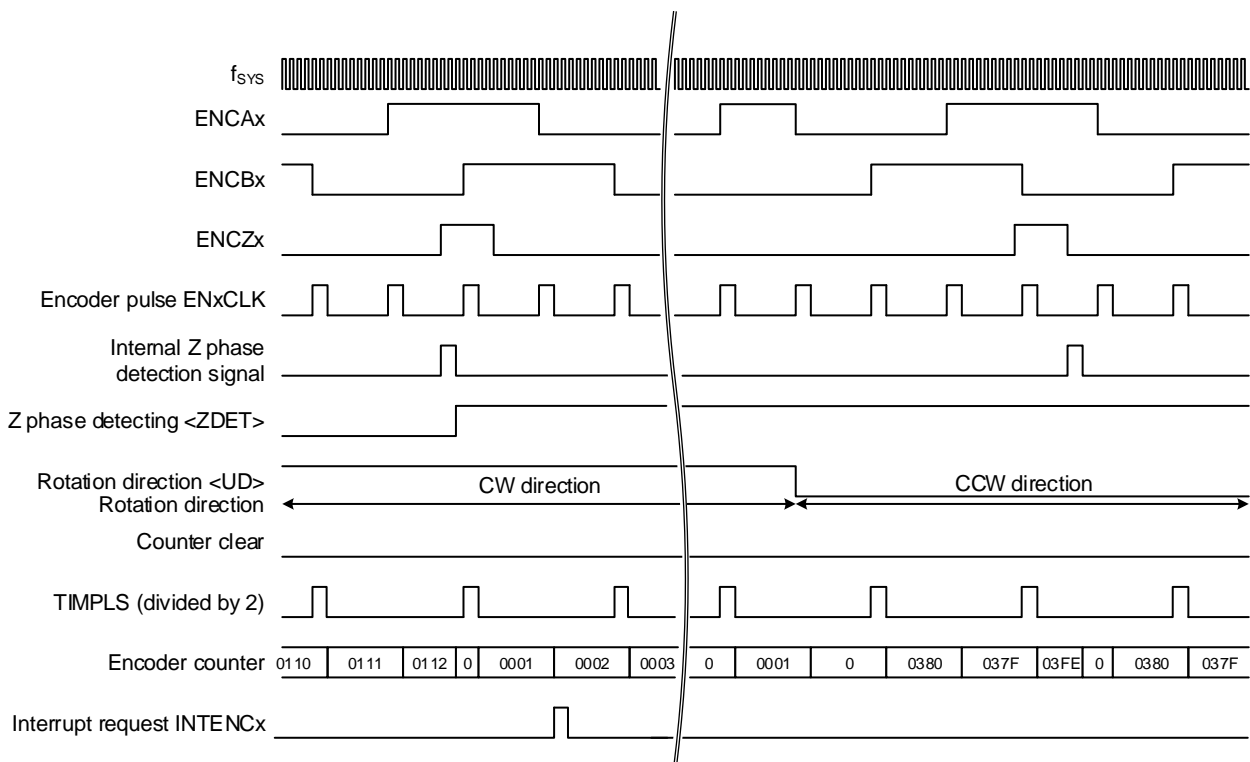 fSYS
ENCAx
ENCBx
ENCZx
Encoder pulse ENxCLK
Internal Z phase
detection signal
Z phase detecting <ZDET>
Rotation direction <UD>
Rotation direction
CW direction
CCW direction
Counter clear
TIMPLS (divided by 2)
Encoder counter
0110 0111 0112 0 0001 0002 0003 0 0001 0 0380 037F 03FE 0 0380 037F
Interrupt request INTENCx